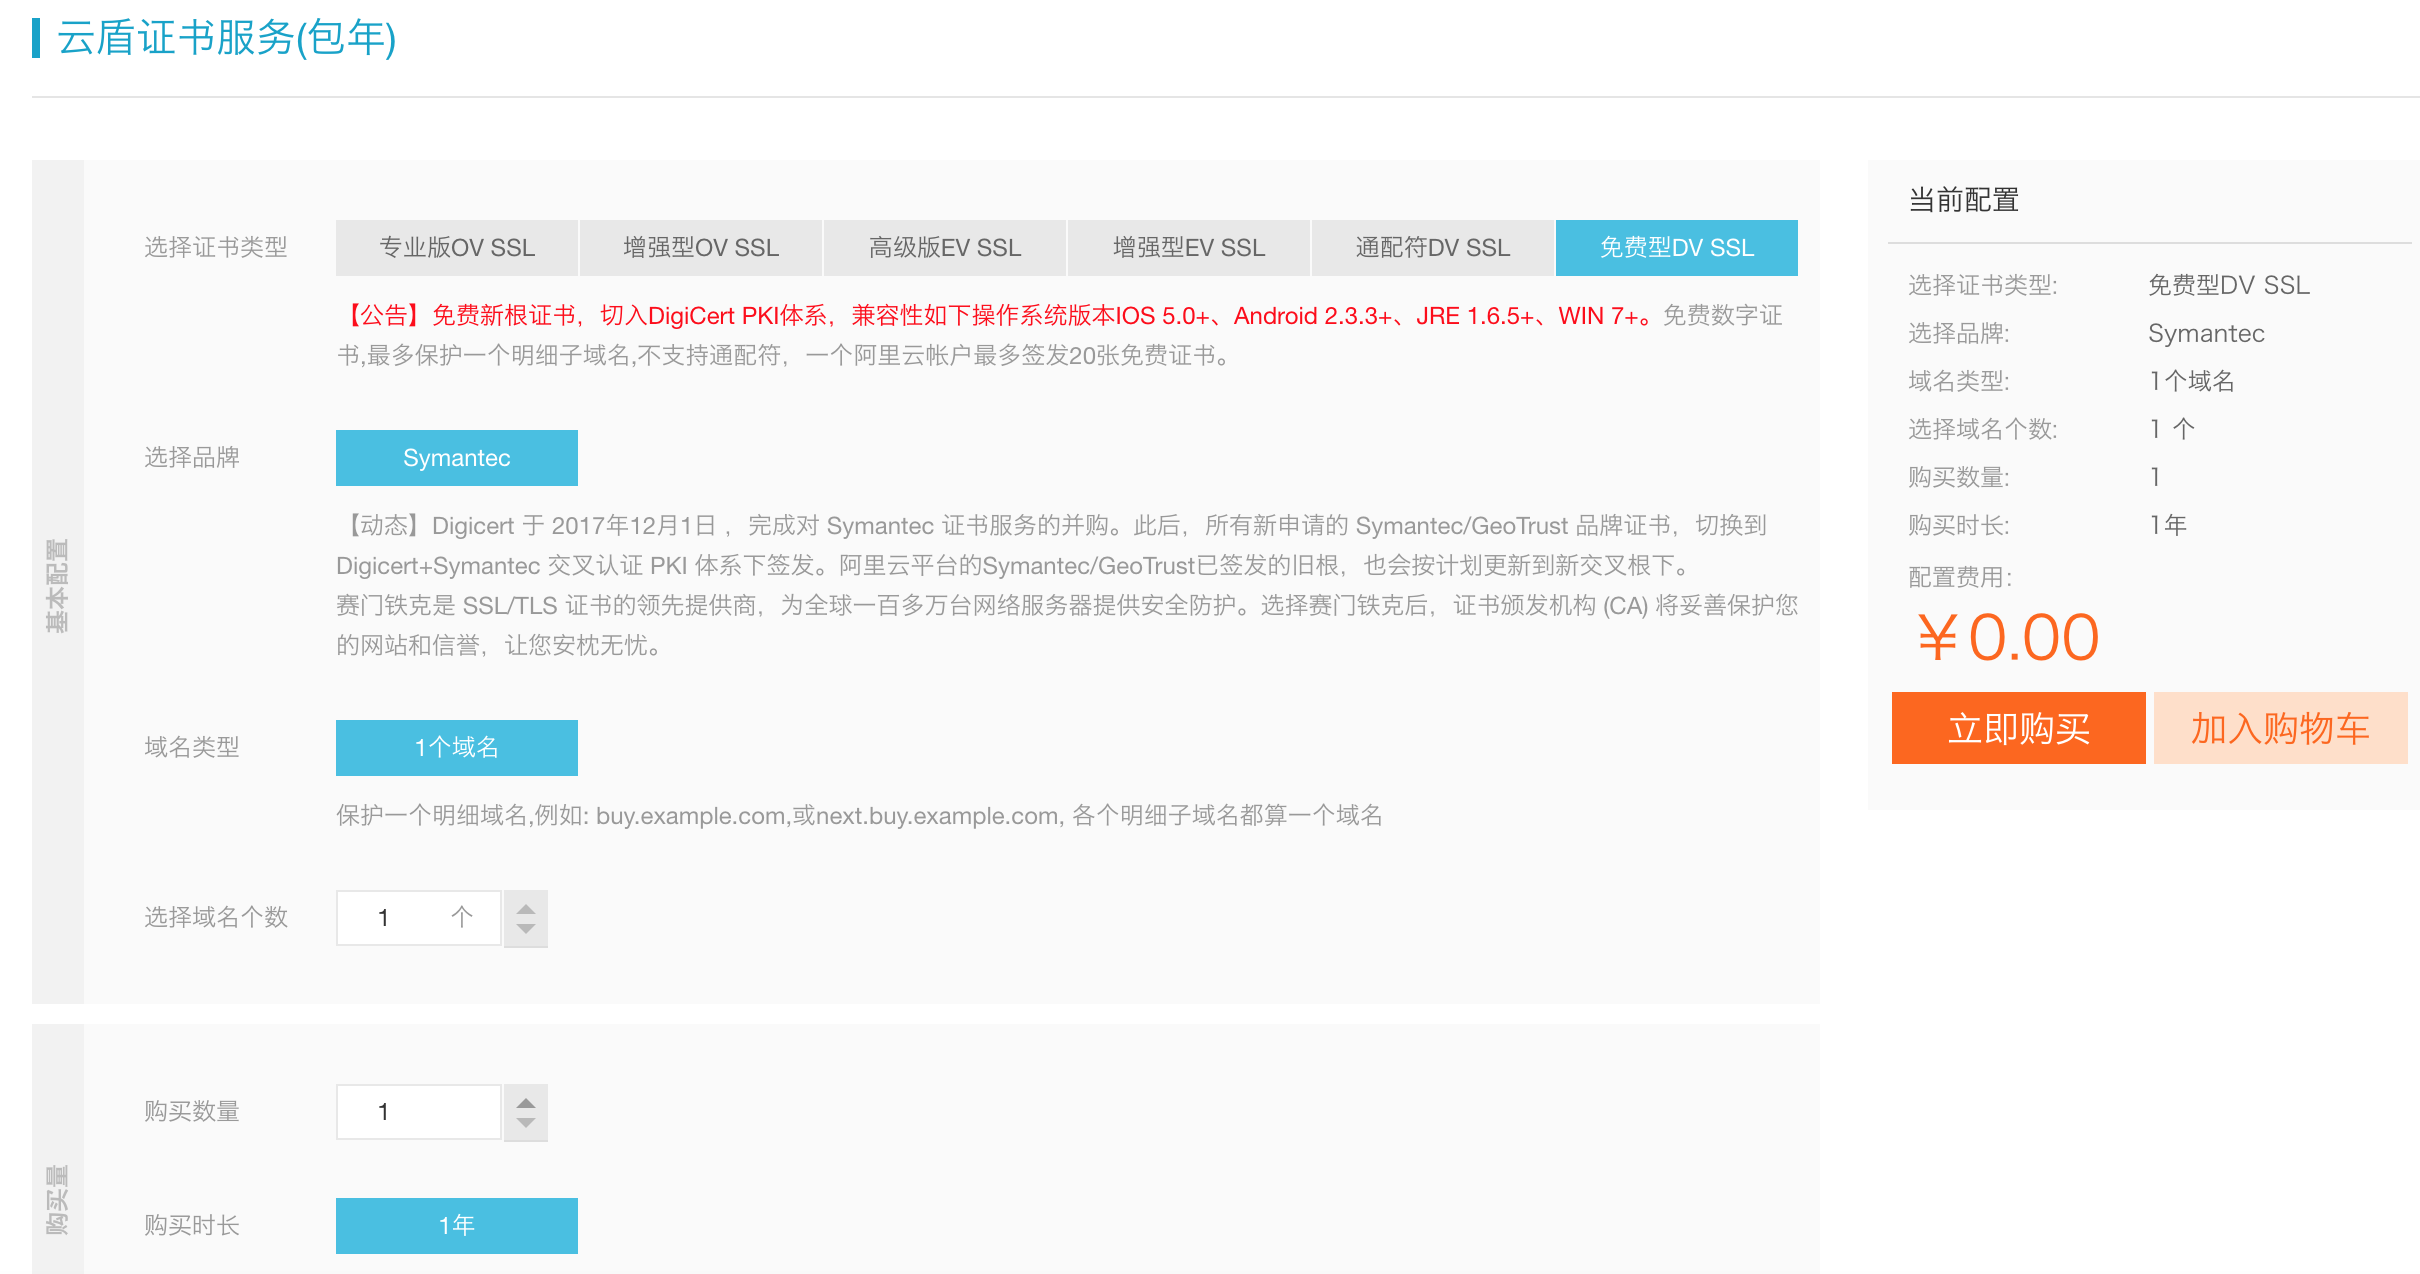 云盾证书服务(包年)
基本配置
选择证书类型
专业版OV SSL
增强型OV SSL
高级版EV SSL
增强型EV SSL
通配符DV SSL
免费型DV SSL
【公告】免费新根证书，切入DigiCert PKI体系，兼容性如下操作系统版本IOS 5.0+、Android 2.3.3+、JRE 1.6.5+、WIN 7+。免费数字证
书,最多保护一个明细子域名,不支持通配符，一个阿里云帐户最多签发20张免费证书。
选择品牌
Symantec
【动态】Digicert 于 2017年12月1日 ，完成对 Symantec 证书服务的并购。此后，所有新申请的 Symantec/GeoTrust 品牌证书，切换到
Digicert+Symantec 交叉认证 PKI 体系下签发。阿里云平台的Symantec/GeoTrust已签发的旧根，也会按计划更新到新交叉根下。
赛门铁克是 SSL/TLS 证书的领先提供商，为全球一百多万台网络服务器提供安全防护。选择赛门铁克后，证书颁发机构 (CA) 将妥善保护您
的网站和信誉，让您安枕无忧。
域名类型
1个域名
保护一个明细域名,例如: buy.example.com,或next.buy.example.com, 各个明细子域名都算一个域名
选择域名个数
1 个
购买量
购买数量
1
购买时长
1年
当前配置
选择证书类型: 免费型DV SSL
选择品牌: Symantec
域名类型: 1个域名
选择域名个数: 1 个
购买数量: 1
购买时长: 1年
配置费用:
¥0.00
立即购买
加入购物车